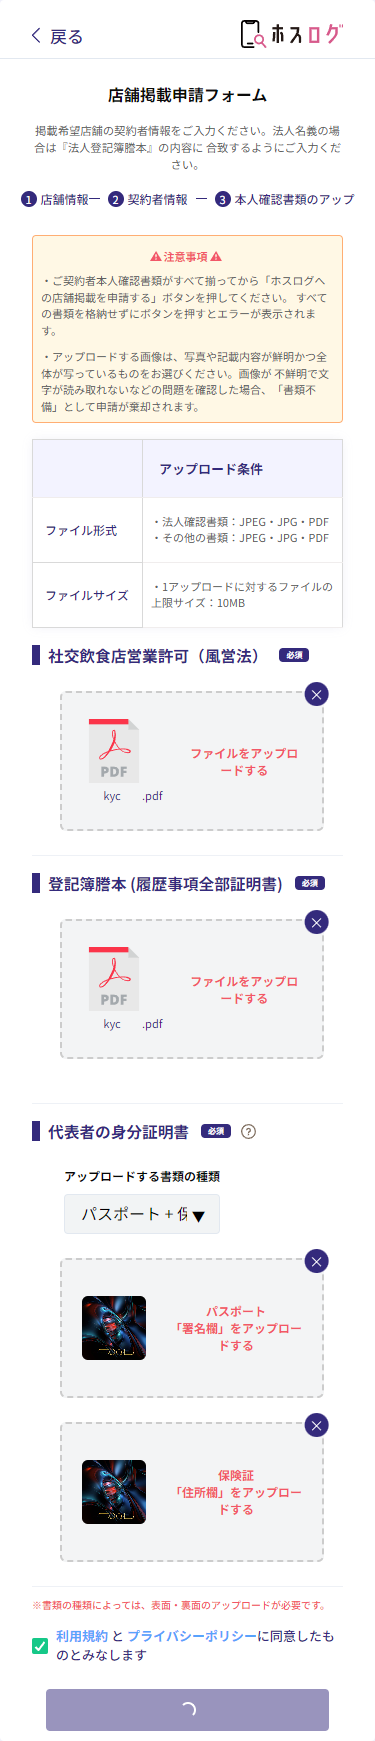 戻る
ホスログ
店舗掲載申請フォーム
掲載希望店舗の契約者情報をご入力ください。法人名義の場
合は『法人登記簿謄本』の内容に 合致するようにご入力くだ
さい。
1 店舗情報 2 契約者情報 3 本人確認書類のアップ
注意事項
・ご契約者本人確認書類がすべて揃ってから「ホスログへ
の店舗掲載を申請する」ボタンを押してください。 すべて
の書類を格納せずにボタンを押すとエラーが表示されま
す。
・アップロードする画像は、写真や記載内容が鮮明かつ全
体が写っているものをお選びください。画像が 不鮮明で文
字が読み取れないなどの問題を確認した場合、「書類不
備」として申請が棄却されます。
アップロード条件
ファイル形式
・法人確認書類：JPEG・JPG・PDF
・その他の書類：JPEG・JPG・PDF
ファイルサイズ
・1アップロードに対するファイルの
上限サイズ：10MB
社交飲食店営業許可（風営法） 必須
PDF
kyc .pdf
ファイルをアップロ
ードする
登記簿謄本 (履歴事項全部証明書) 必須
PDF
kyc .pdf
ファイルをアップロ
ードする
代表者の身分証明書 必須 ?
アップロードする書類の種類
パスポート + 保
パスポート
「署名欄」をアップロー
ドする
保険証
「住所欄」をアップロー
ドする
※書類の種類によっては、表面・裏面のアップロードが必要です。
利用規約 と プライバシーポリシーに同意したも
のとみなします